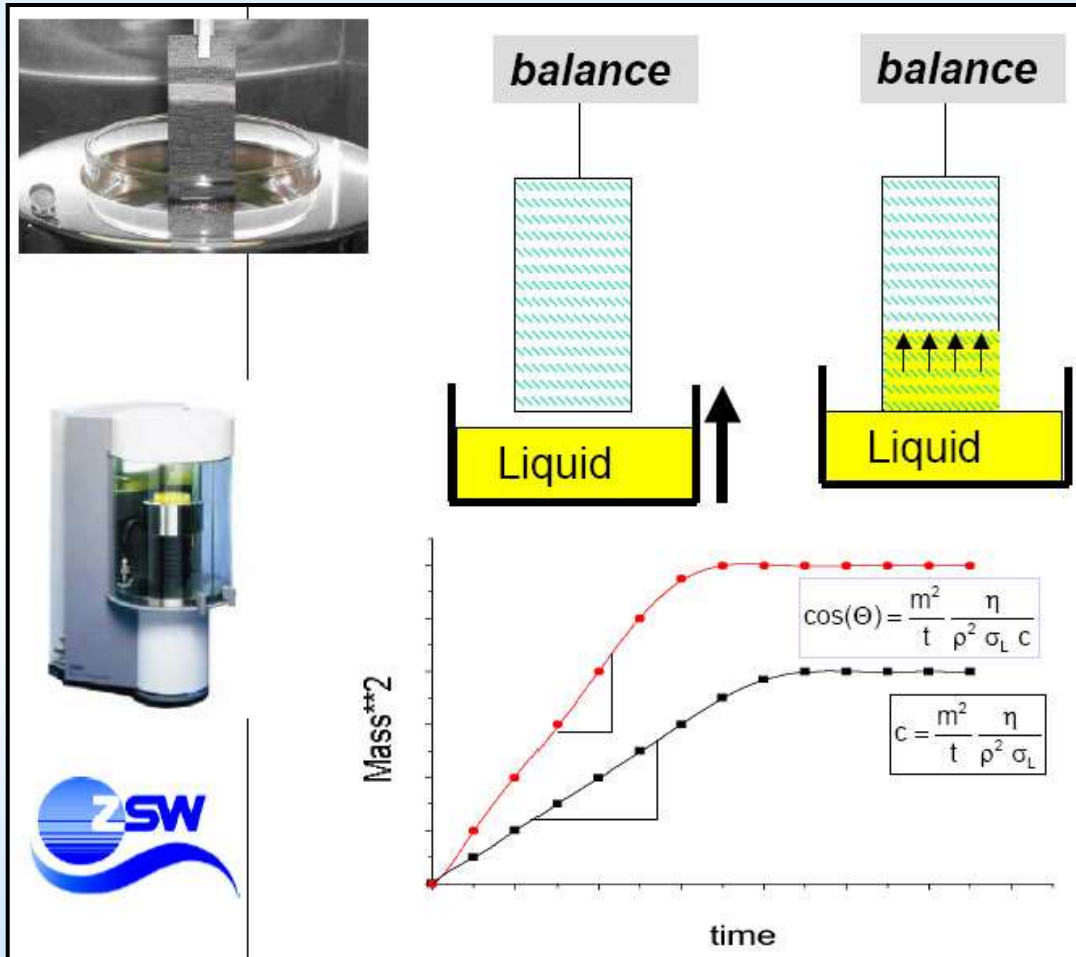 balance
balance
Liquid
Liquid
cos(Θ) = m² / t η / ρ² σL c
c = m² / t η / ρ² σL
Mass**2
time
ZSW